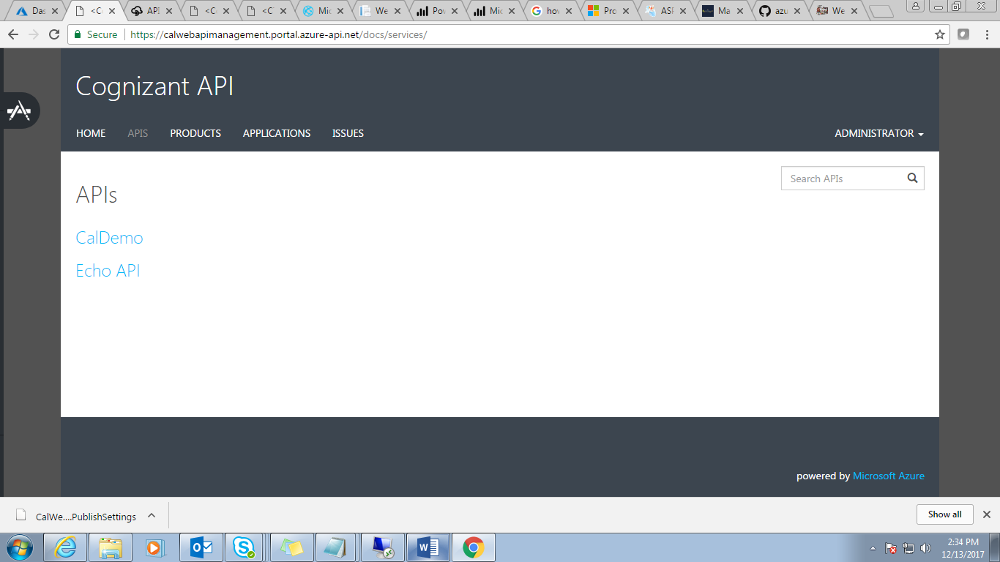 Das <C API <C <C Mic We Pov Mic hov Pro ASF Ma azu We
Secure https://calwebapimanagement.portal.azure-api.net/docs/services/
Cognizant API
HOME APIS PRODUCTS APPLICATIONS ISSUES ADMINISTRATOR
Search APIs
APIs
CalDemo
Echo API
powered by Microsoft Azure
CalWe....PublishSettings Show all
2:34 PM
12/13/2017